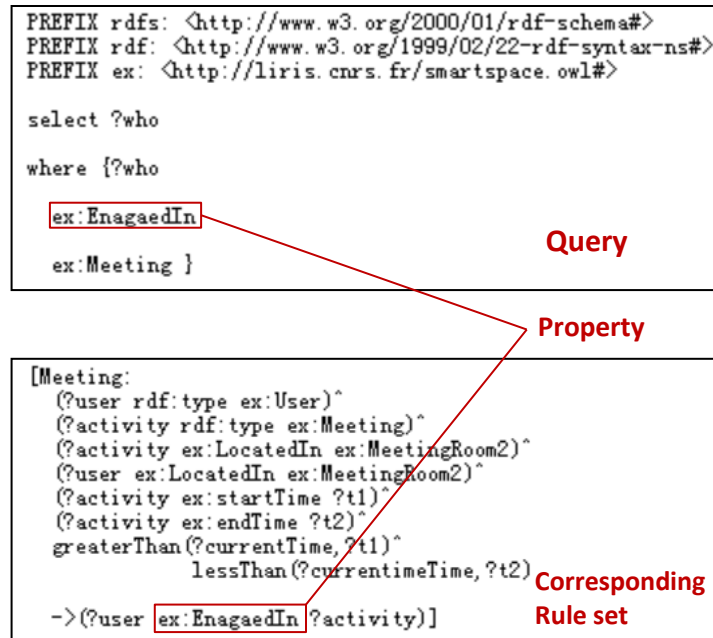 PREFIX rdfs: <http://www.w3.org/2000/01/rdf-schema#>
PREFIX rdf: <http://www.w3.org/1999/02/22-rdf-syntax-ns#>
PREFIX ex: <http://liris.cnrs.fr/smartspace.owl#>
select ?who
where {?who
ex:EnagaedIn
Query
ex:Meeting }
Property
[Meeting:
(?user rdf:type ex:User)^
(?activity rdf:type ex:Meeting)^
(?activity ex:LocatedIn ex:MeetingRoom2)^
(?user ex:LocatedIn ex:MeetingRoom2)^
(?activity ex:startTime ?t1)^
(?activity ex:endTime ?t2)^
greaterThan(?currentTime,?t1)^
lessThan(?currentimeTime,?t2)
Corresponding
Rule set
->(?user ex:EnagaedIn ?activity)]